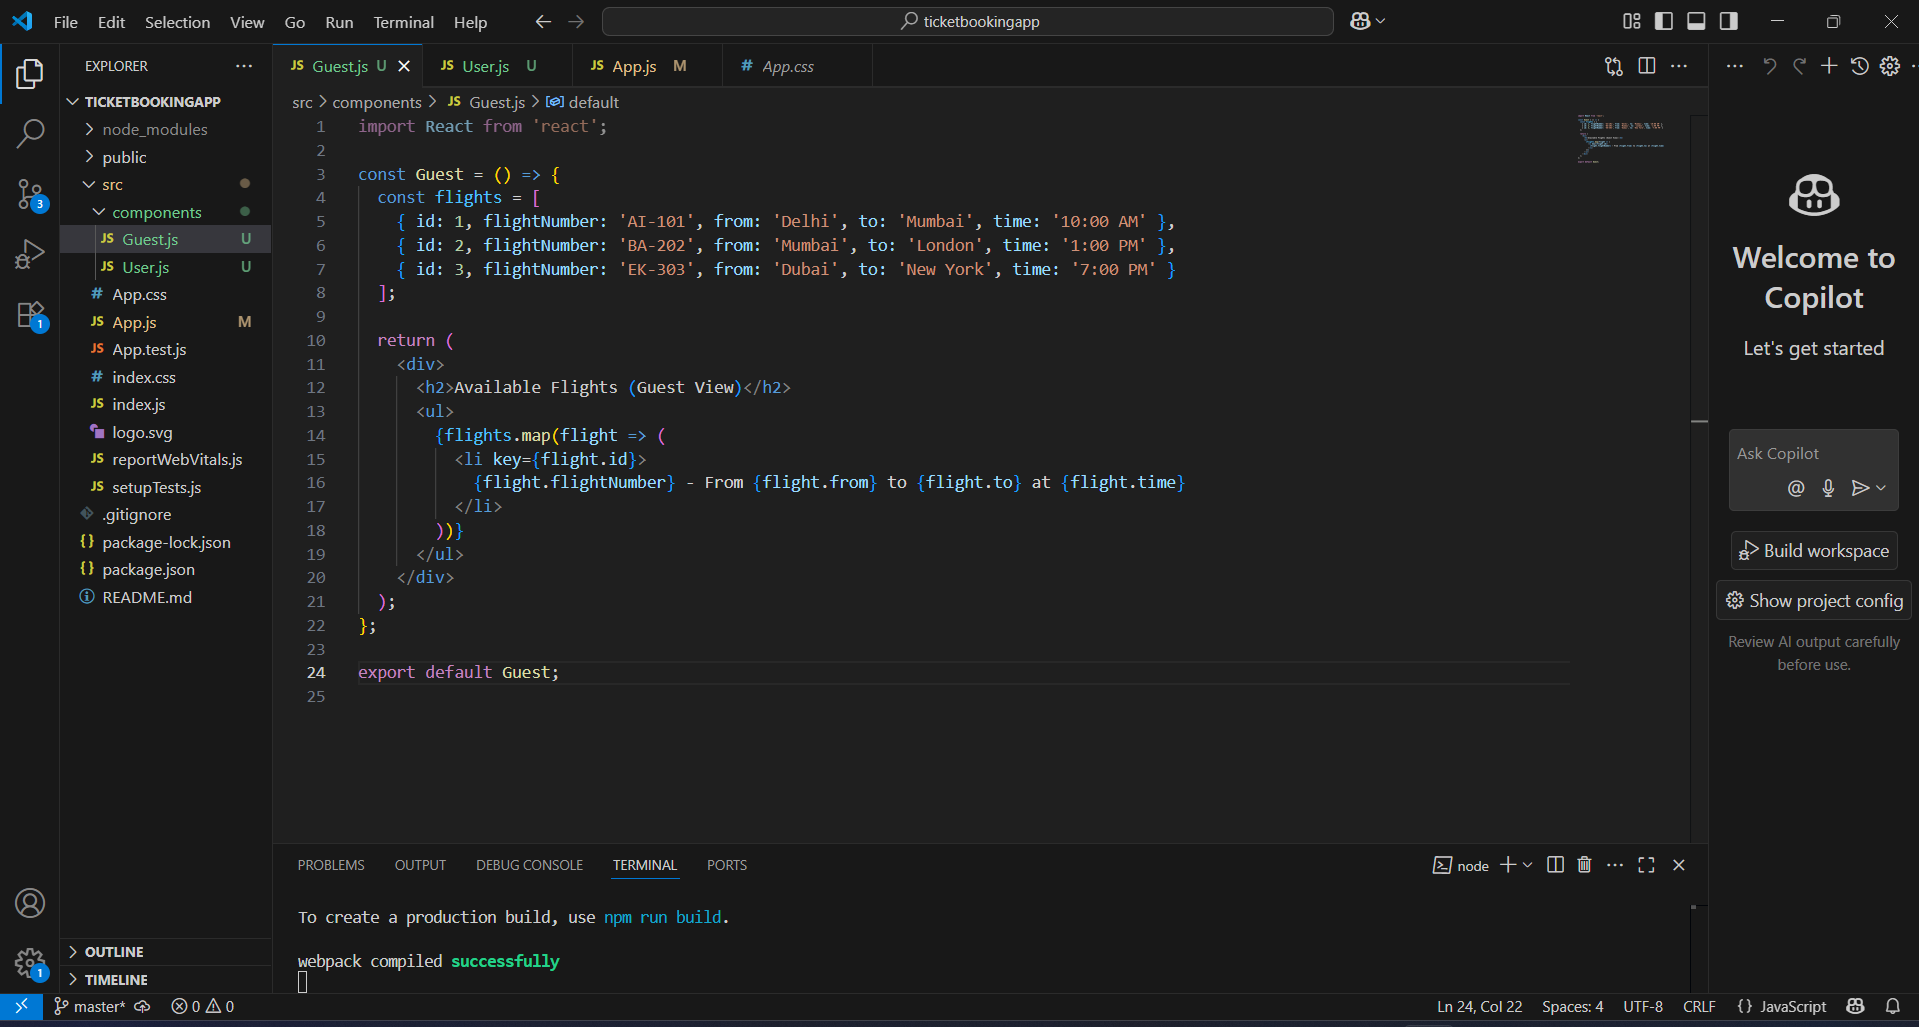 File Edit Selection View Go Run Terminal Help
ticketbookingapp
EXPLORER
TICKETBOOKINGAPP
node_modules
public
src
components
Guest.js U
User.js U
App.css
App.js M
App.test.js
index.css
index.js
logo.svg
reportWebVitals.js
setupTests.js
.gitignore
package-lock.json
package.json
README.md
OUTLINE
TIMELINE
3
1
1
JS Guest.js U
JS User.js U
JS App.js M
# App.css
src > components > JS Guest.js > default
1 import React from 'react';
2
3 const Guest = () => {
4 const flights = [
5 { id: 1, flightNumber: 'AI-101', from: 'Delhi', to: 'Mumbai', time: '10:00 AM' },
6 { id: 2, flightNumber: 'BA-202', from: 'Mumbai', to: 'London', time: '1:00 PM' },
7 { id: 3, flightNumber: 'EK-303', from: 'Dubai', to: 'New York', time: '7:00 PM' }
8 ];
9
10 return (
11 <div>
12 <h2>Available Flights (Guest View)</h2>
13 <ul>
14 {flights.map(flight => (
15 <li key={flight.id}>
16 {flight.flightNumber} - From {flight.from} to {flight.to} at {flight.time}
17 </li>
18 ))}
19 </ul>
20 </div>
21 );
22 };
23
24 export default Guest;
25
PROBLEMS OUTPUT DEBUG CONSOLE TERMINAL PORTS
node
To create a production build, use npm run build.
webpack compiled successfully
Welcome to
Copilot
Let's get started
Ask Copilot
Build workspace
Show project config
Review AI output carefully
before use.
master* 0 0
Ln 24, Col 22 Spaces: 4 UTF-8 CRLF {} JavaScript